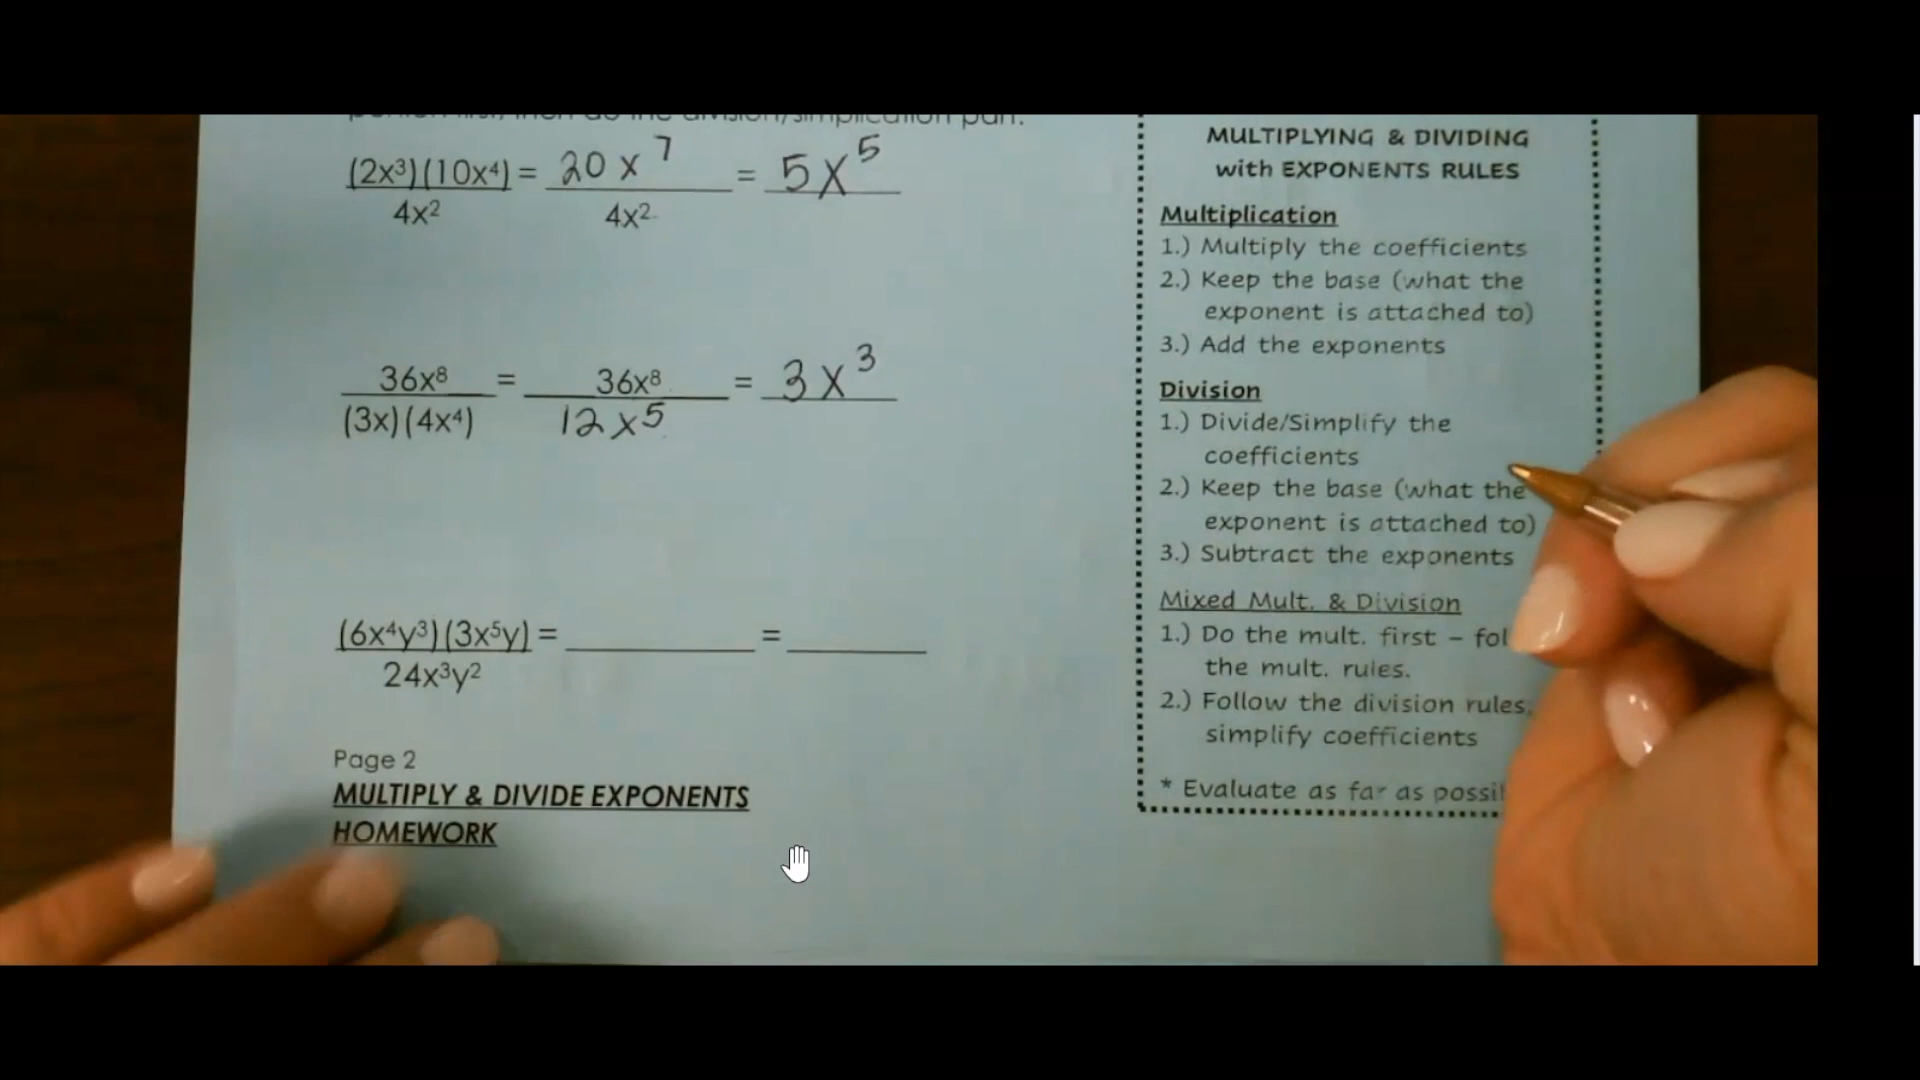 (2x³)(10x⁴) = 20x⁷ = 5x⁵
4x² 4x²
36x⁸ = 36x⁸ = 3x³
(3x)(4x⁴) 12x⁵
(6x⁴y³)(3x⁵y) = ________ = ________
24x³y²
Page 2
MULTIPLY & DIVIDE EXPONENTS
HOMEWORK
MULTIPLYING & DIVIDING
with EXPONENTS RULES
Multiplication
1.) Multiply the coefficients
2.) Keep the base (what the
exponent is attached to)
3.) Add the exponents
Division
1.) Divide/Simplify the
coefficients
2.) Keep the base (what the
exponent is attached to)
3.) Subtract the exponents
Mixed Mult. & Division
1.) Do the mult. first –
the mult. rules.
2.) Follow the division rules,
simplify coefficients
* Evaluate as far as